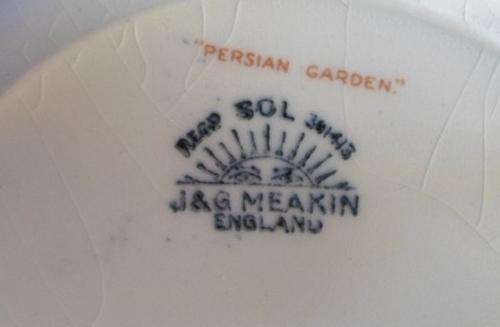 "PERSIAN GARDEN."
SOL
REGD 391413
J&G MEAKIN
ENGLAND